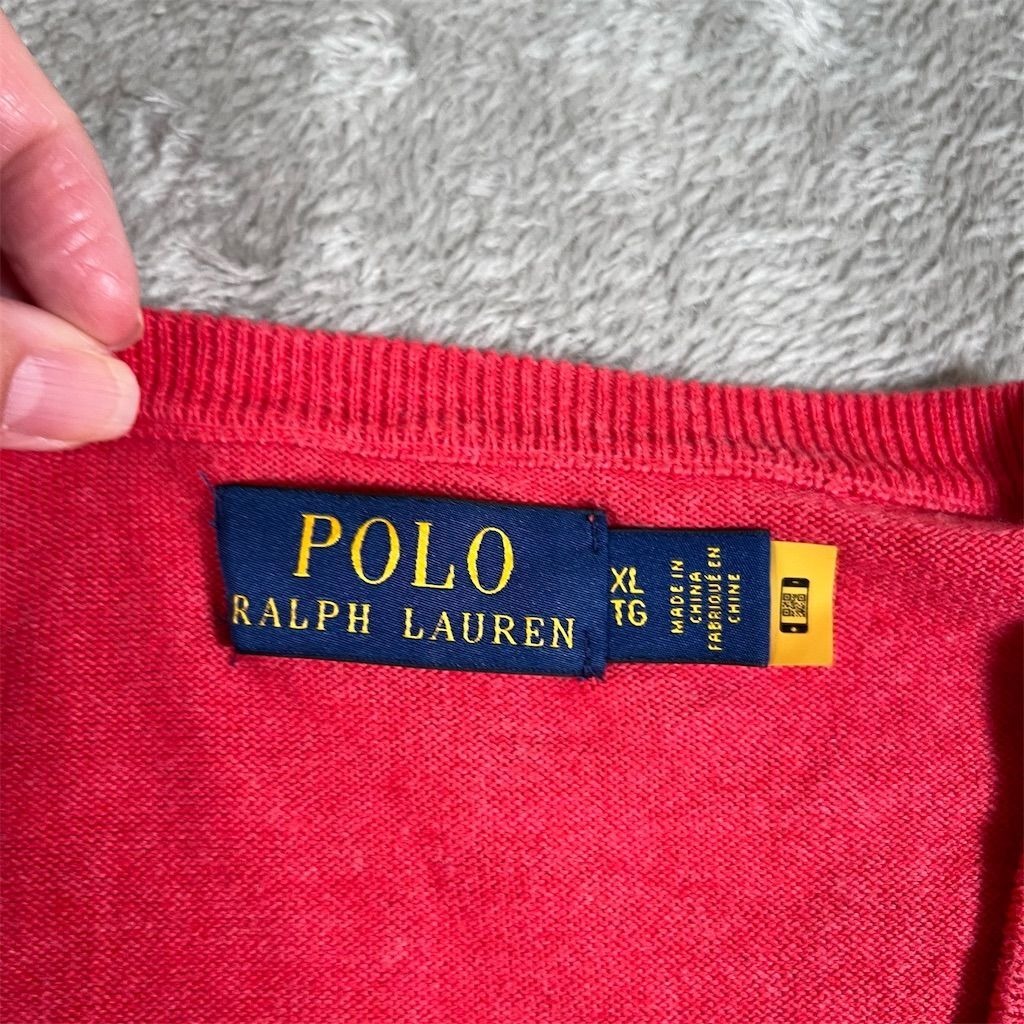 POLO
RALPH LAUREN
XL
TG
MADE IN
CHINA
FABRIQUÉ EN
CHINE